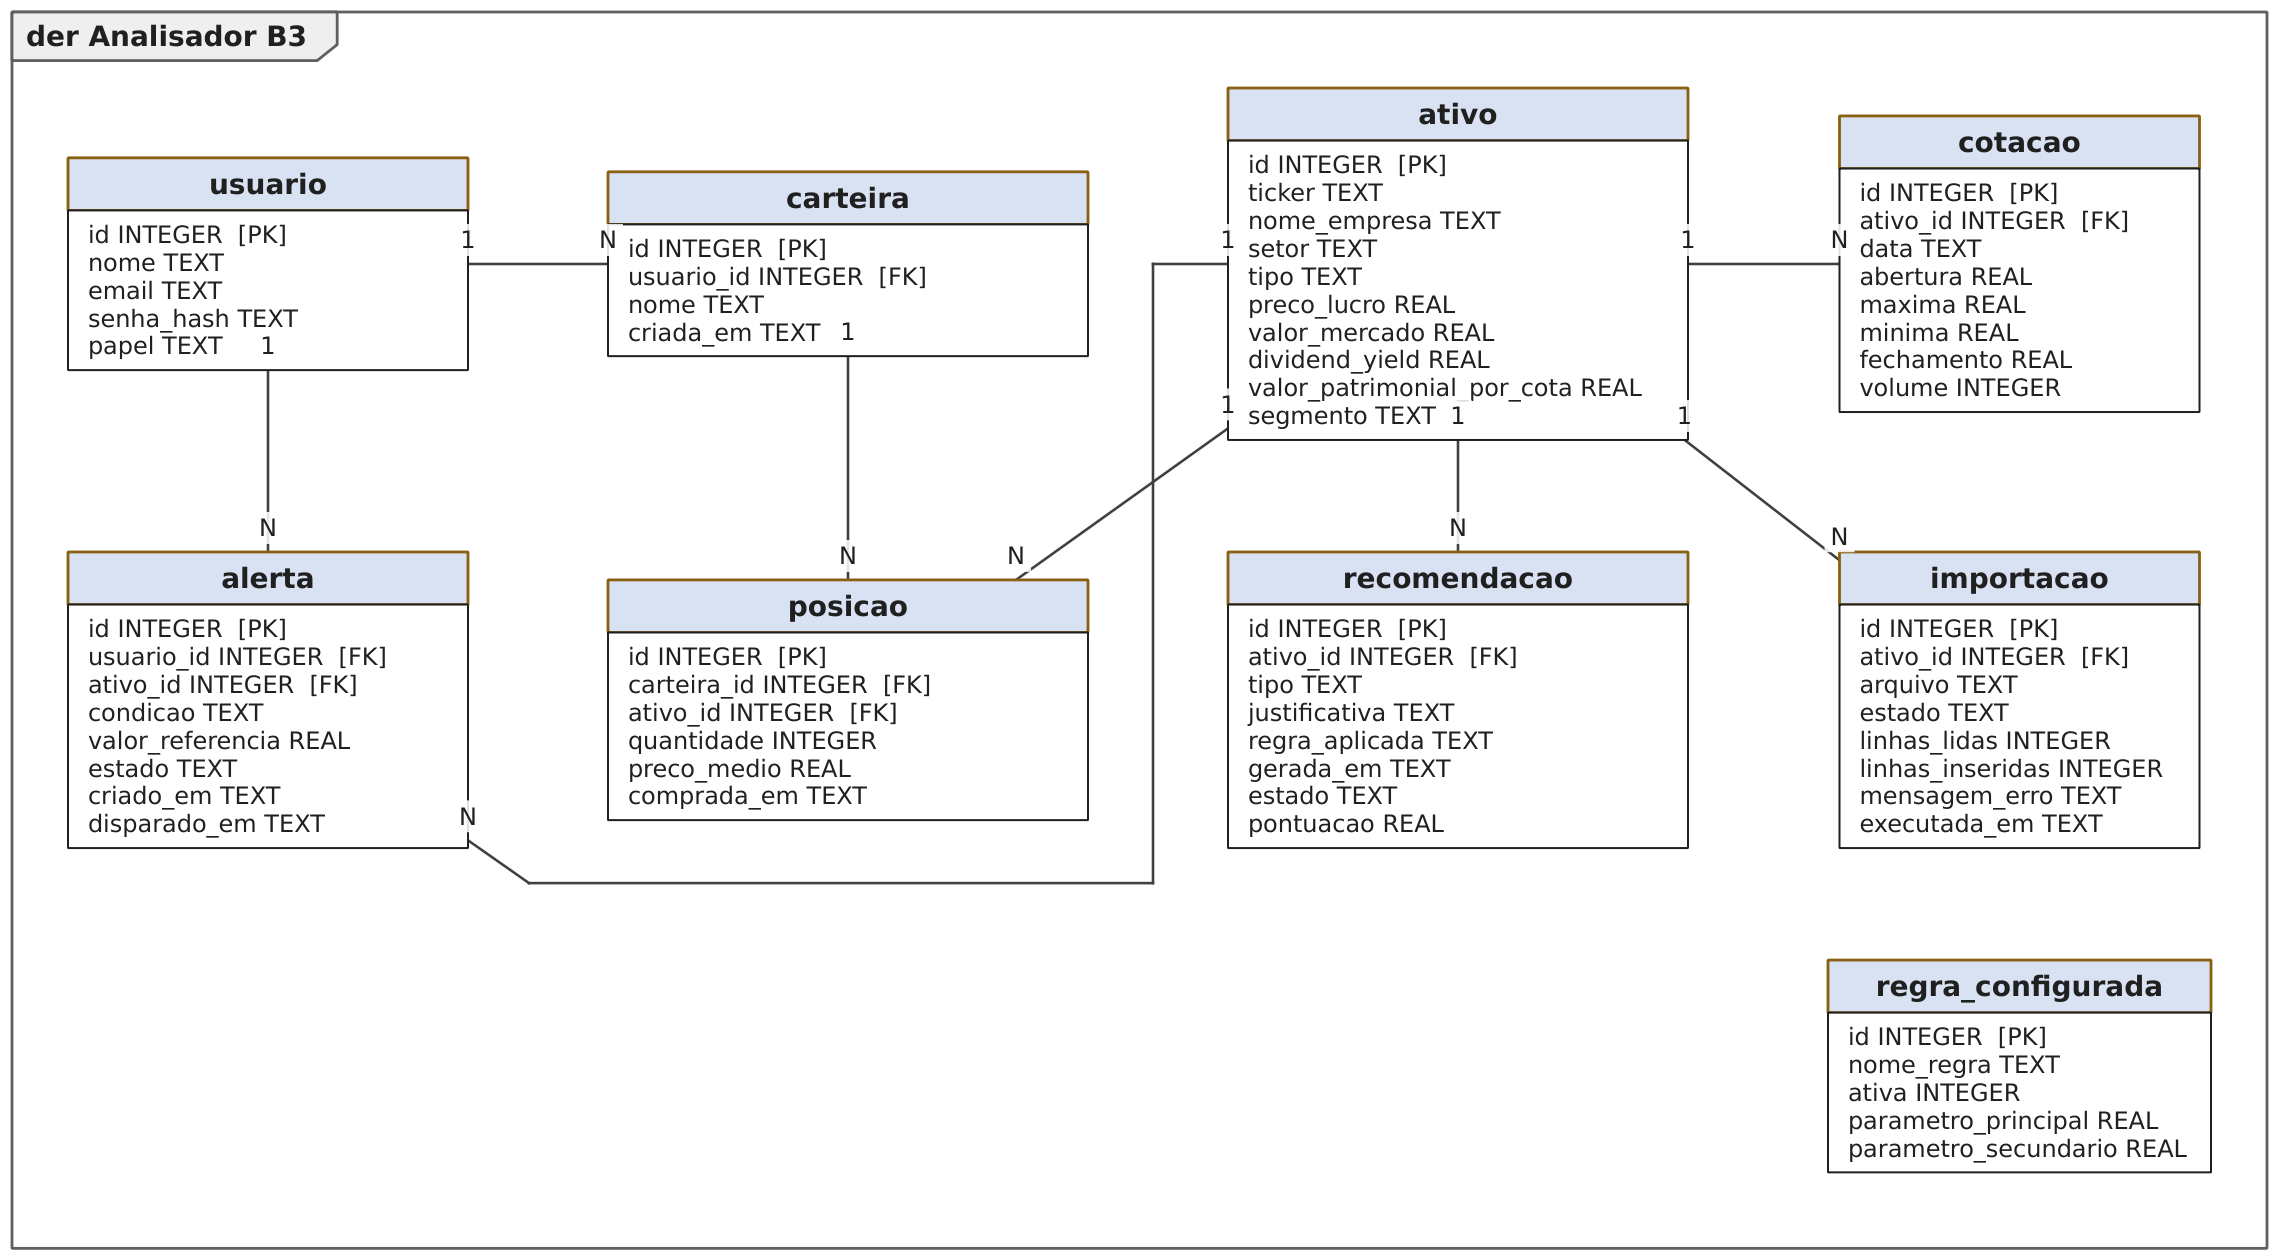 der Analisador B3
usuario
id INTEGER [PK]
nome TEXT
email TEXT
senha_hash TEXT
papel TEXT
1
1
carteira
N
id INTEGER [PK]
usuario_id INTEGER [FK]
nome TEXT
criada_em TEXT
1
ativo
id INTEGER [PK]
ticker TEXT
nome_empresa TEXT
setor TEXT
tipo TEXT
preco_lucro REAL
valor_mercado REAL
dividend_yield REAL
valor_patrimonial_por_cota REAL
segmento TEXT
1
1
1
1
1
cotacao
N
id INTEGER [PK]
ativo_id INTEGER [FK]
data TEXT
abertura REAL
maxima REAL
minima REAL
fechamento REAL
volume INTEGER
N
alerta
id INTEGER [PK]
usuario_id INTEGER [FK]
ativo_id INTEGER [FK]
condicao TEXT
valor_referencia REAL
estado TEXT
criado_em TEXT
disparado_em TEXT
N
N
N
posicao
id INTEGER [PK]
carteira_id INTEGER [FK]
ativo_id INTEGER [FK]
quantidade INTEGER
preco_medio REAL
comprada_em TEXT
N
recomendacao
id INTEGER [PK]
ativo_id INTEGER [FK]
tipo TEXT
justificativa TEXT
regra_aplicada TEXT
gerada_em TEXT
estado TEXT
pontuacao REAL
N
importacao
id INTEGER [PK]
ativo_id INTEGER [FK]
arquivo TEXT
estado TEXT
linhas_lidas INTEGER
linhas_inseridas INTEGER
mensagem_erro TEXT
executada_em TEXT
regra_configurada
id INTEGER [PK]
nome_regra TEXT
ativa INTEGER
parametro_principal REAL
parametro_secundario REAL